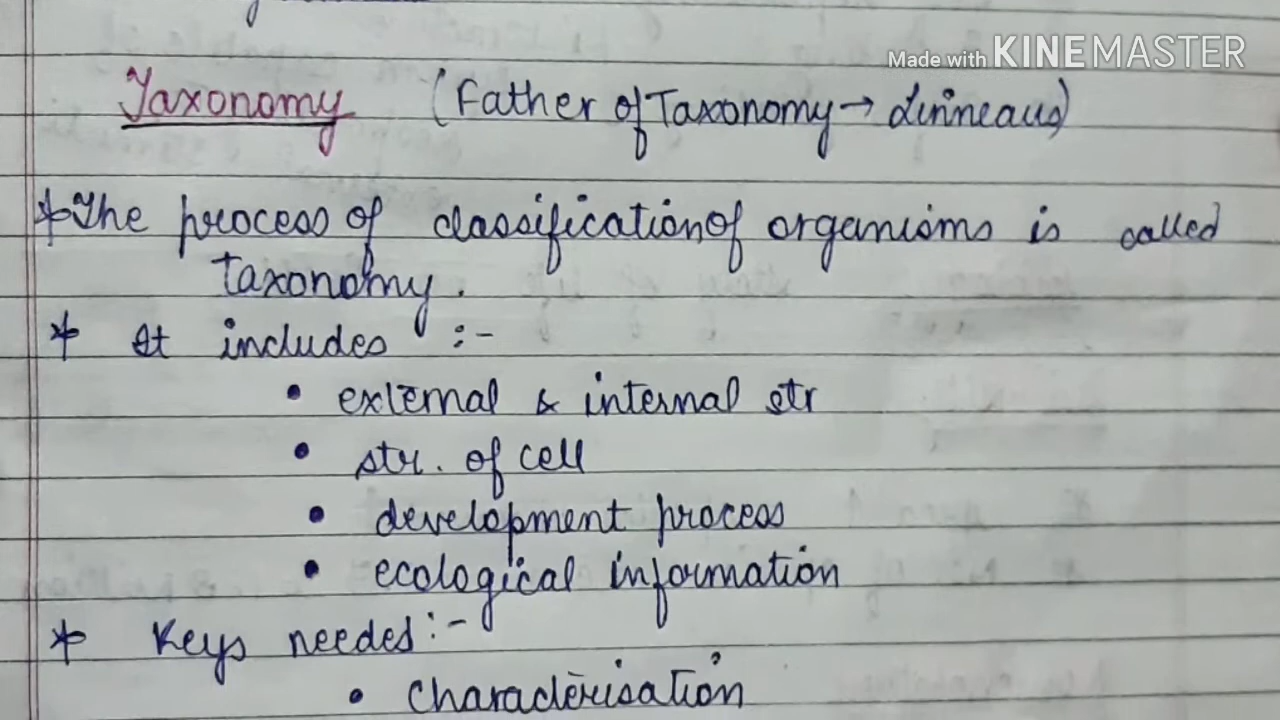 Made with KINEMASTER
Taxonomy (Father of Taxonomy → Linneaus)
*The process of classification of organisms is called
taxonomy.
* It includes :-
• external & internal str
• str. of cell
• development process
• ecological information
* Keys needed :-
• Characterisation